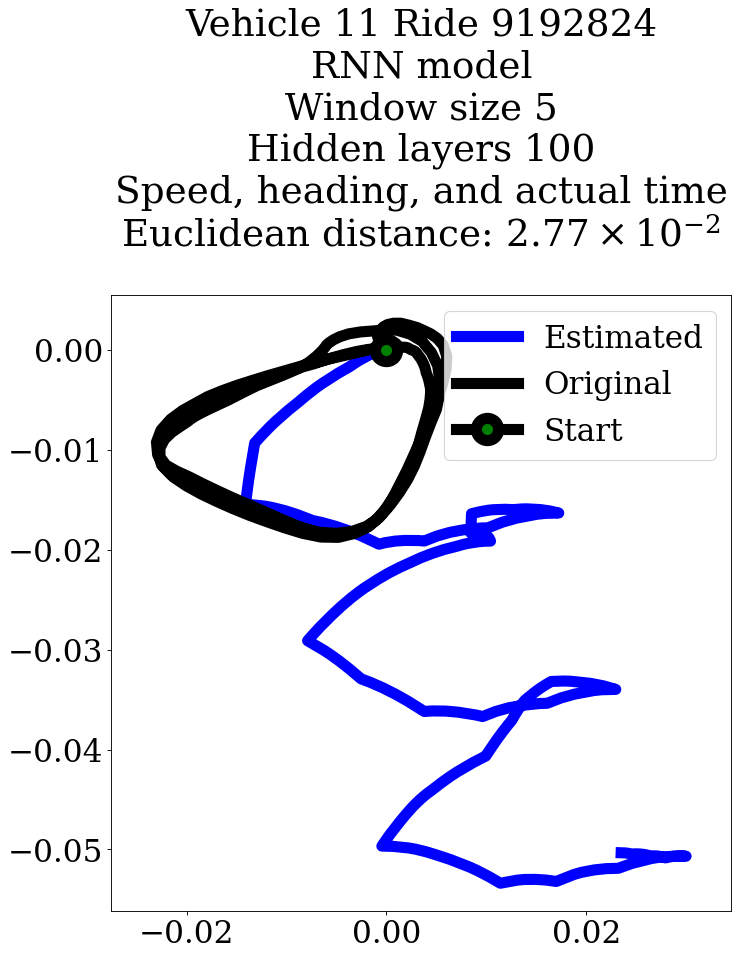 Vehicle 11 Ride 9192824
RNN model
Window size 5
Hidden layers 100
Speed, heading, and actual time
Euclidean distance: 2.77 × 10⁻²
Estimated
Original
Start
0.00
−0.01
−0.02
−0.03
−0.04
−0.05
−0.02 0.00 0.02